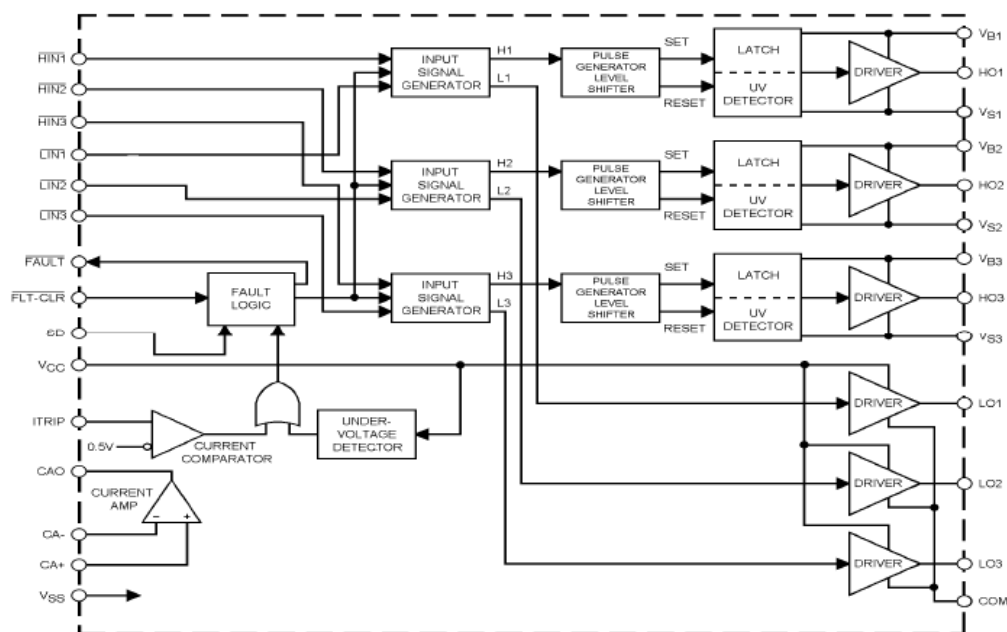 HIN1
HIN2
HIN3
LIN1
LIN2
LIN3
FAULT
FLT-CLR
SD
VCC
ITRIP
0.5V
CAO
CA-
CA+
VSS
INPUT
SIGNAL
GENERATOR
H1
L1
PULSE
GENERATOR
LEVEL
SHIFTER
SET
RESET
LATCH
UV
DETECTOR
DRIVER
VB1
HO1
VS1
INPUT
SIGNAL
GENERATOR
H2
L2
PULSE
GENERATOR
LEVEL
SHIFTER
SET
RESET
LATCH
UV
DETECTOR
DRIVER
VB2
HO2
VS2
FAULT
LOGIC
INPUT
SIGNAL
GENERATOR
H3
L3
PULSE
GENERATOR
LEVEL
SHIFTER
SET
RESET
LATCH
UV
DETECTOR
DRIVER
VB3
HO3
VS3
CURRENT
COMPARATOR
UNDER-
VOLTAGE
DETECTOR
DRIVER
LO1
CURRENT
AMP
-
+
DRIVER
LO2
DRIVER
LO3
COM